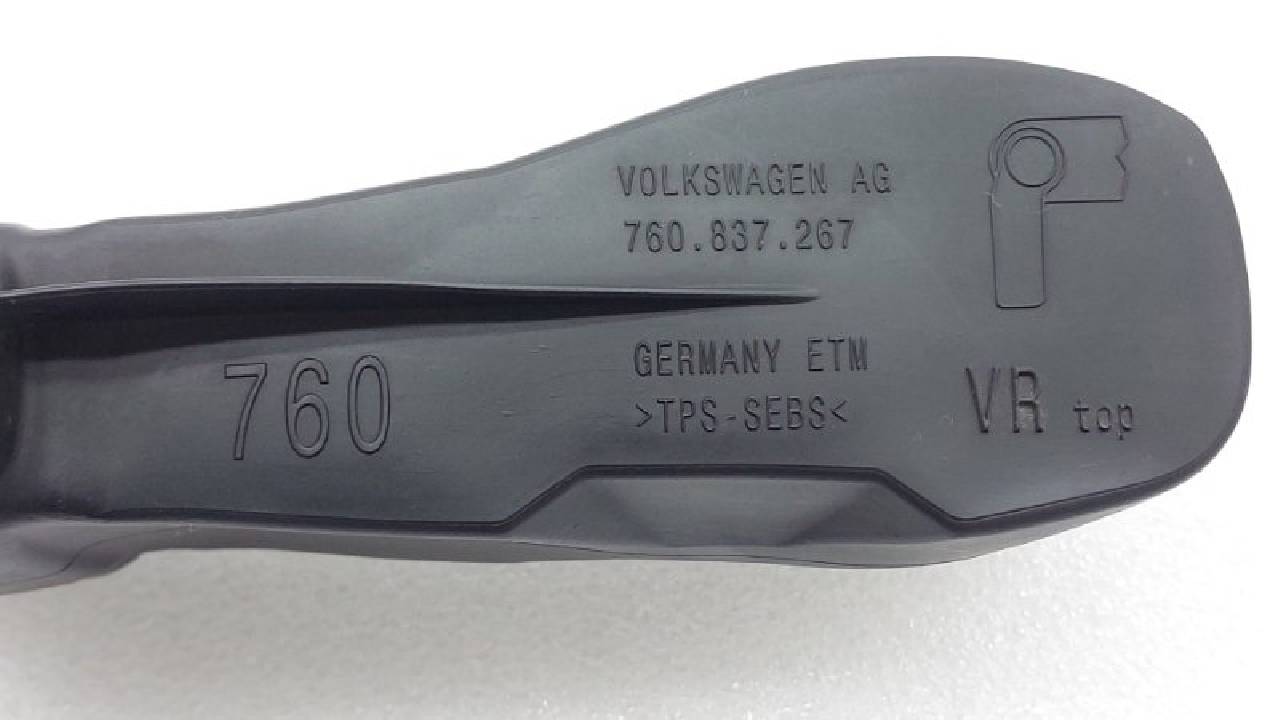 VOLKSWAGEN AG
760.837.267
760
GERMANY ETM
>TPS-SEBS<
VR top